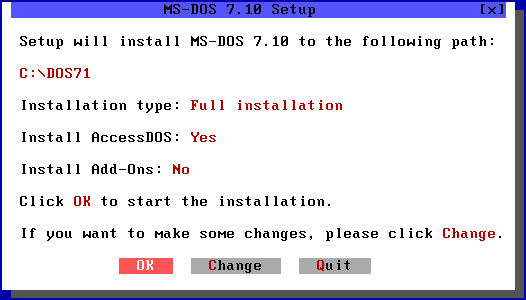 MS-DOS 7.10 Setup [x]
Setup will install MS-DOS 7.10 to the following path:
C:\DOS71
Installation type: Full installation
Install AccessDOS: Yes
Install Add-Ons: No
Click OK to start the installation.
If you want to make some changes, please click Change.
OK Change Quit